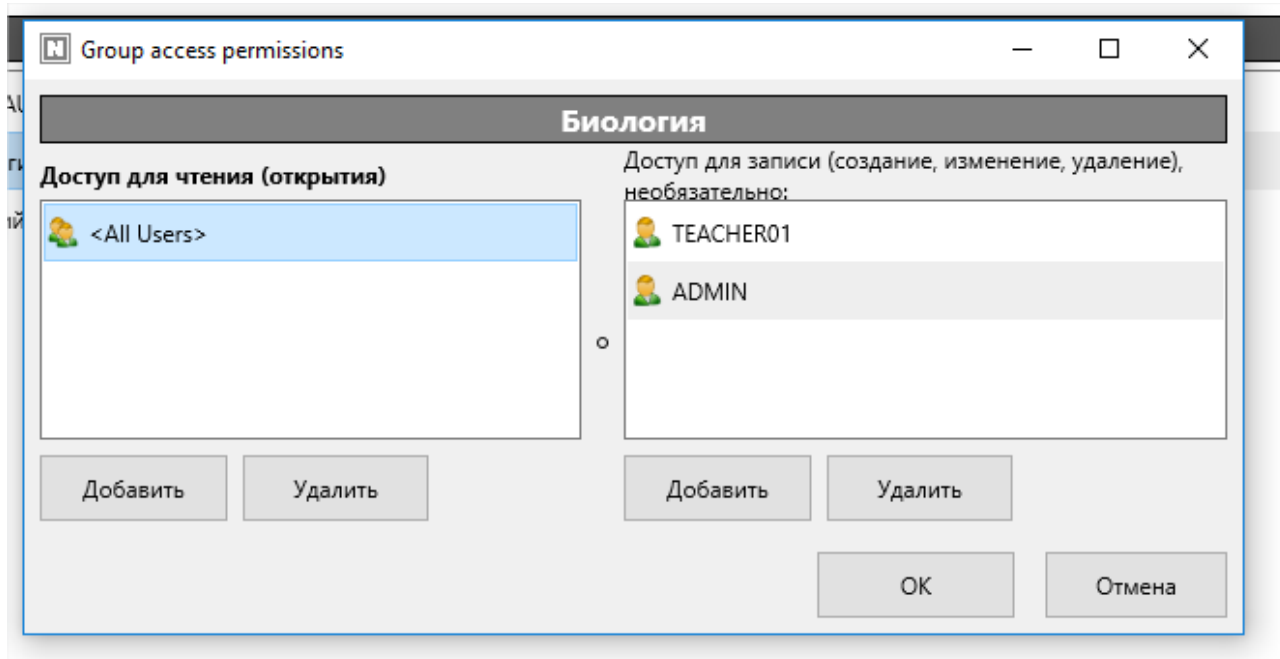 Group access permissions
Биология
Доступ для чтения (открытия)
Доступ для записи (создание, изменение, удаление),
необязательно:
<All Users>
TEACHER01
ADMIN
о
Добавить
Удалить
Добавить
Удалить
OK
Отмена